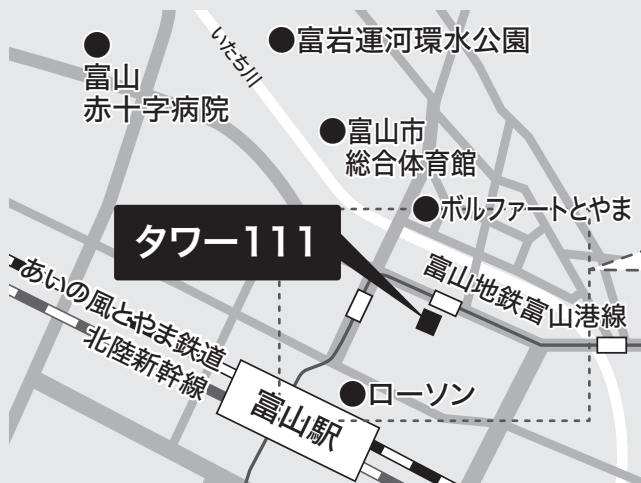 いたち川
富岩運河環水公園
富山
赤十字病院
富山市
総合体育館
ボルファートとやま
タワー111
富山地鉄富山港線
あいの風とやま鉄道
北陸新幹線
ローソン
富山駅